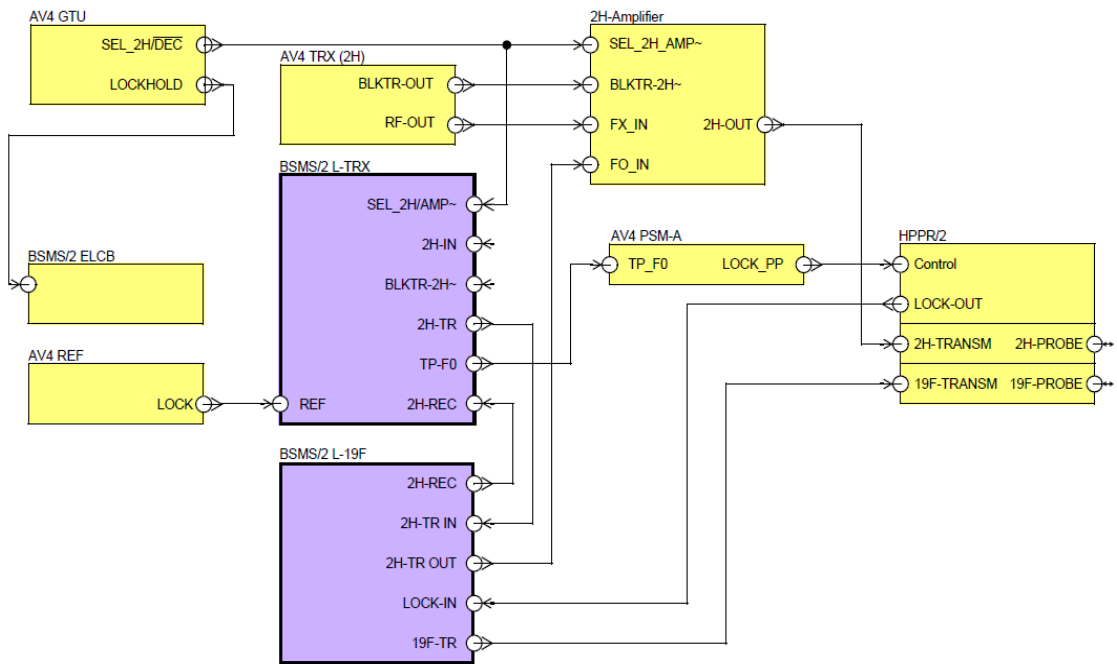 AV4 GTU
SEL_2H/DEC
LOCKHOLD
AV4 TRX (2H)
BLKTR-OUT
RF-OUT
2H-Amplifier
SEL_2H_AMP~
BLKTR-2H~
FX_IN
2H-OUT
FO_IN
BSMS/2 L-TRX
SEL_2H/AMP~
2H-IN
BLKTR-2H~
2H-TR
TP-F0
REF
2H-REC
BSMS/2 ELCB
AV4 REF
LOCK
AV4 PSM-A
TP_F0
LOCK_PP
HPPR/2
Control
LOCK-OUT
2H-TRANSM
2H-PROBE
19F-TRANSM
19F-PROBE
BSMS/2 L-19F
2H-REC
2H-TR IN
2H-TR OUT
LOCK-IN
19F-TR